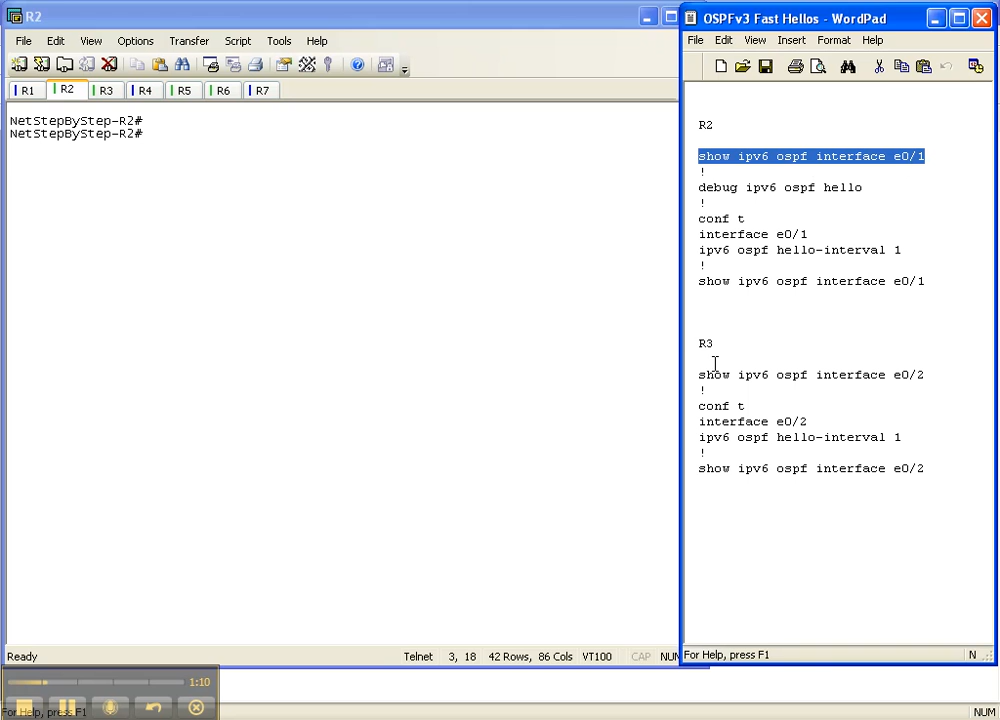 R2
File Edit View Options Transfer Script Tools Help
R1 R2 R3 R4 R5 R6 R7
NetStepByStep-R2#
NetStepByStep-R2#
Ready Telnet 3, 18 42 Rows, 86 Cols VT100 CAP NUM
OSPFv3 Fast Hellos - WordPad
File Edit View Insert Format Help
R2
show ipv6 ospf interface e0/1
!
debug ipv6 ospf hello
!
conf t
interface e0/1
ipv6 ospf hello-interval 1
!
show ipv6 ospf interface e0/1
R3
show ipv6 ospf interface e0/2
!
conf t
interface e0/2
ipv6 ospf hello-interval 1
!
show ipv6 ospf interface e0/2
For Help, press F1 N
1:10
For Help, press F1 NUM